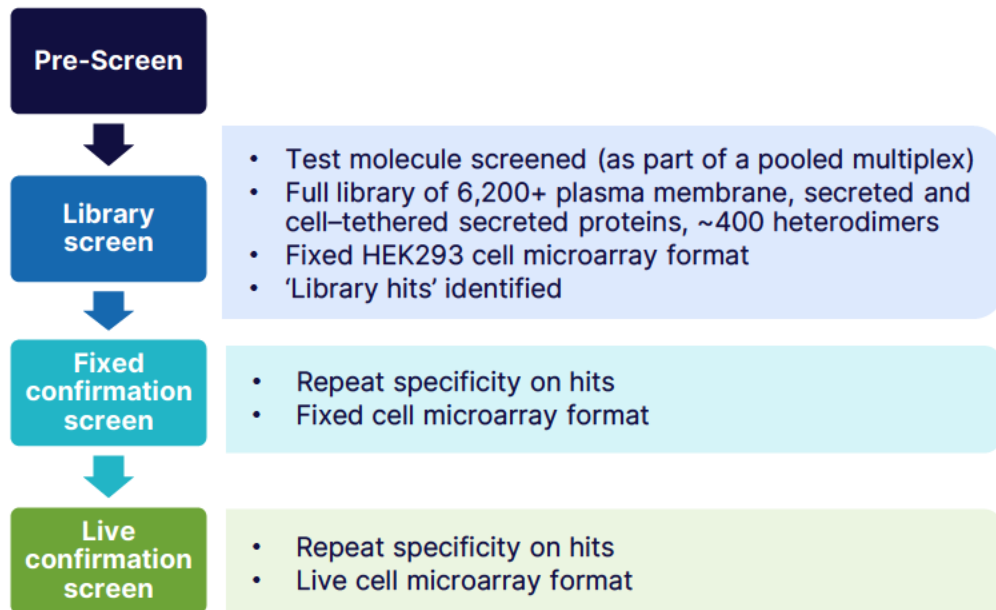 Pre-Screen
Library
screen
• Test molecule screened (as part of a pooled multiplex)
• Full library of 6,200+ plasma membrane, secreted and
cell–tethered secreted proteins, ~400 heterodimers
• Fixed HEK293 cell microarray format
• ‘Library hits’ identified
Fixed
confirmation
screen
• Repeat specificity on hits
• Fixed cell microarray format
Live
confirmation
screen
• Repeat specificity on hits
• Live cell microarray format